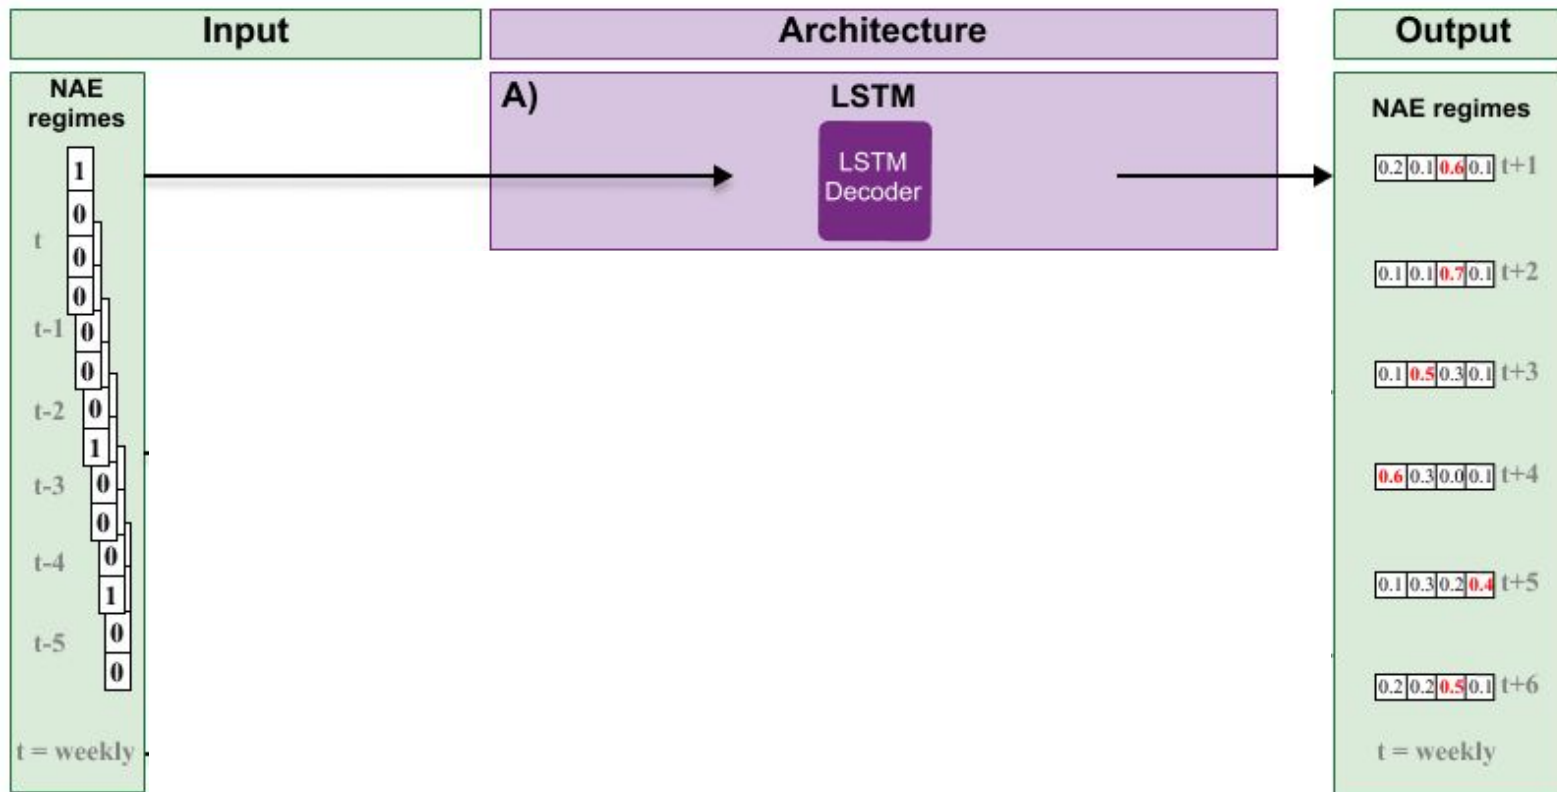 Input
Architecture
Output
NAE
regimes
1
0
t
0
0
t-1
0
0
t-2
0
1
t-3
0
0
t-4
0
1
t-5
0
0
t = weekly
A)
LSTM
LSTM
Decoder
NAE regimes
0.2 0.1 0.6 0.1 t+1
0.1 0.1 0.7 0.1 t+2
0.1 0.5 0.3 0.1 t+3
0.6 0.3 0.0 0.1 t+4
0.1 0.3 0.2 0.4 t+5
0.2 0.2 0.5 0.1 t+6
t = weekly